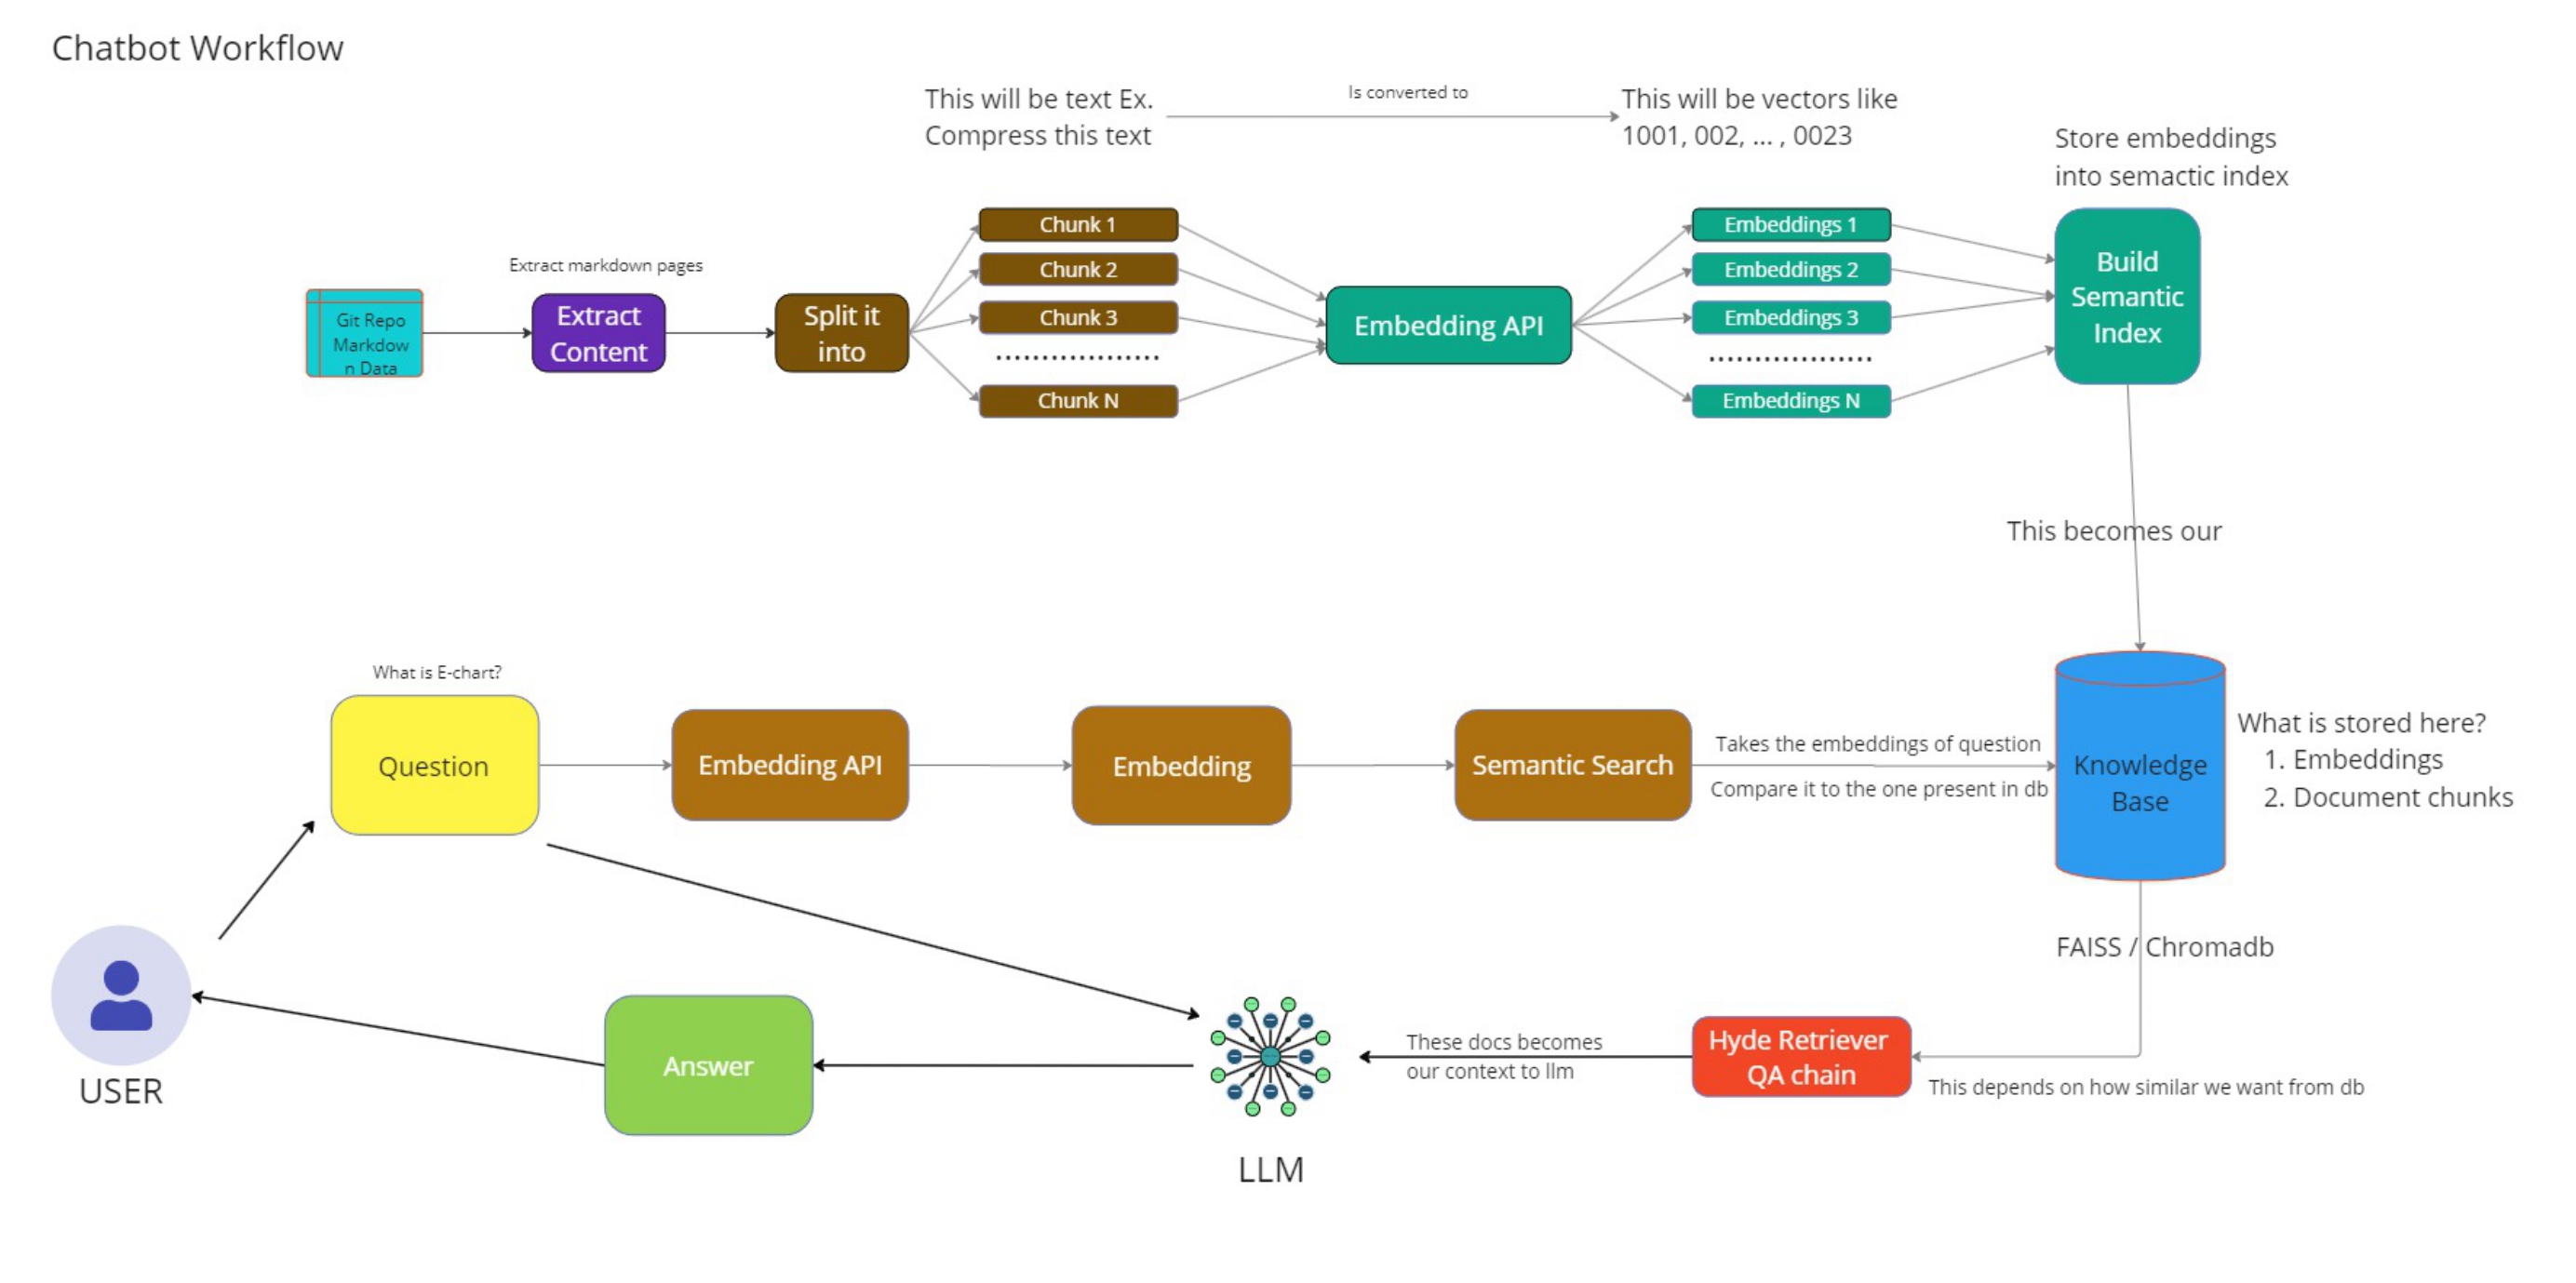 Chatbot Workflow
This will be text Ex.
Compress this text
Is converted to
This will be vectors like
1001, 002, ... , 0023
Store embeddings
into semactic index
Extract markdown pages
Git Repo
Markdow
n Data
Extract
Content
Split it
into
Chunk 1
Chunk 2
Chunk 3
..................
Chunk N
Embedding API
Embeddings 1
Embeddings 2
Embeddings 3
..................
Embeddings N
Build
Semantic
Index
This becomes our
What is E-chart?
Question
Embedding API
Embedding
Semantic Search
Takes the embeddings of question
Compare it to the one present in db
Knowledge
Base
What is stored here?
1. Embeddings
2. Document chunks
FAISS / Chromadb
USER
Answer
LLM
These docs becomes
our context to llm
Hyde Retriever
QA chain
This depends on how similar we want from db